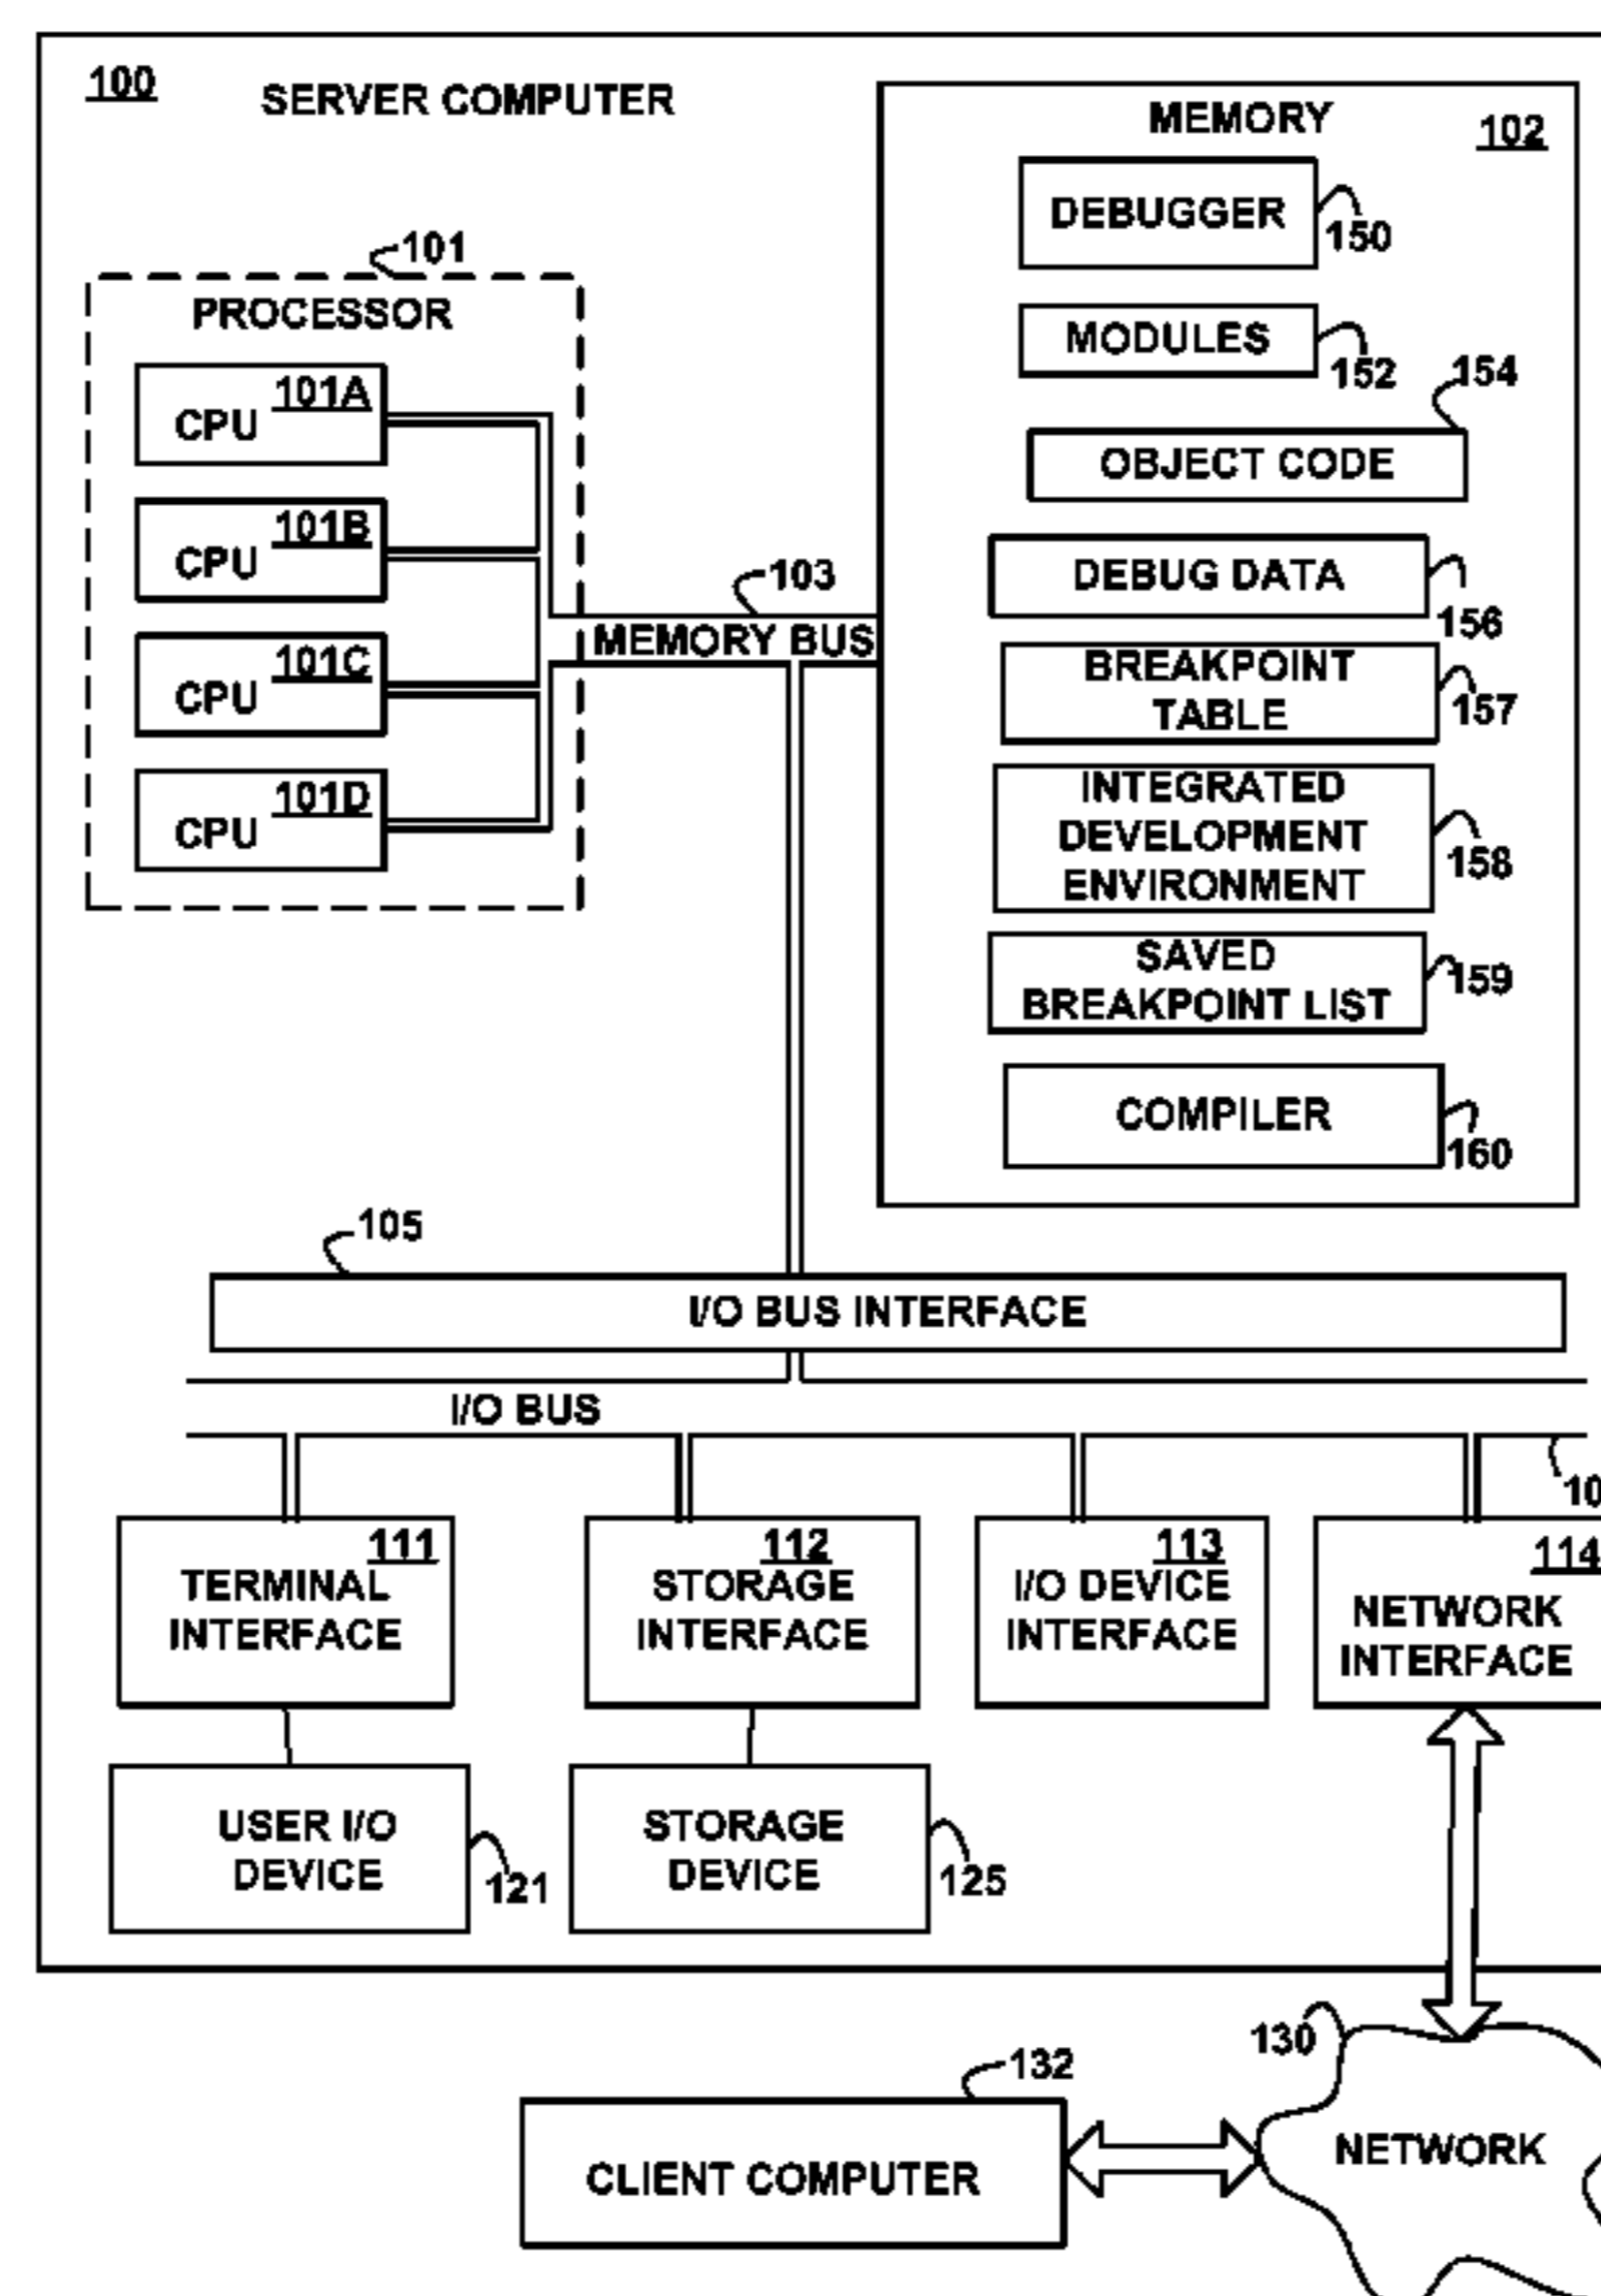 100
SERVER COMPUTER
MEMORY
102
DEBUGGER
150
MODULES
152
154
OBJECT CODE
DEBUG DATA
156
BREAKPOINT
TABLE
157
INTEGRATED
DEVELOPMENT
ENVIRONMENT
158
SAVED
BREAKPOINT LIST
159
COMPILER
160
101
PROCESSOR
101A
CPU
101B
CPU
101C
CPU
101D
CPU
103
MEMORY BUS
105
I/O BUS INTERFACE
I/O BUS
111
TERMINAL
INTERFACE
112
STORAGE
INTERFACE
113
I/O DEVICE
INTERFACE
114
NETWORK
INTERFACE
USER I/O
DEVICE
121
STORAGE
DEVICE
125
130
NETWORK
132
CLIENT COMPUTER